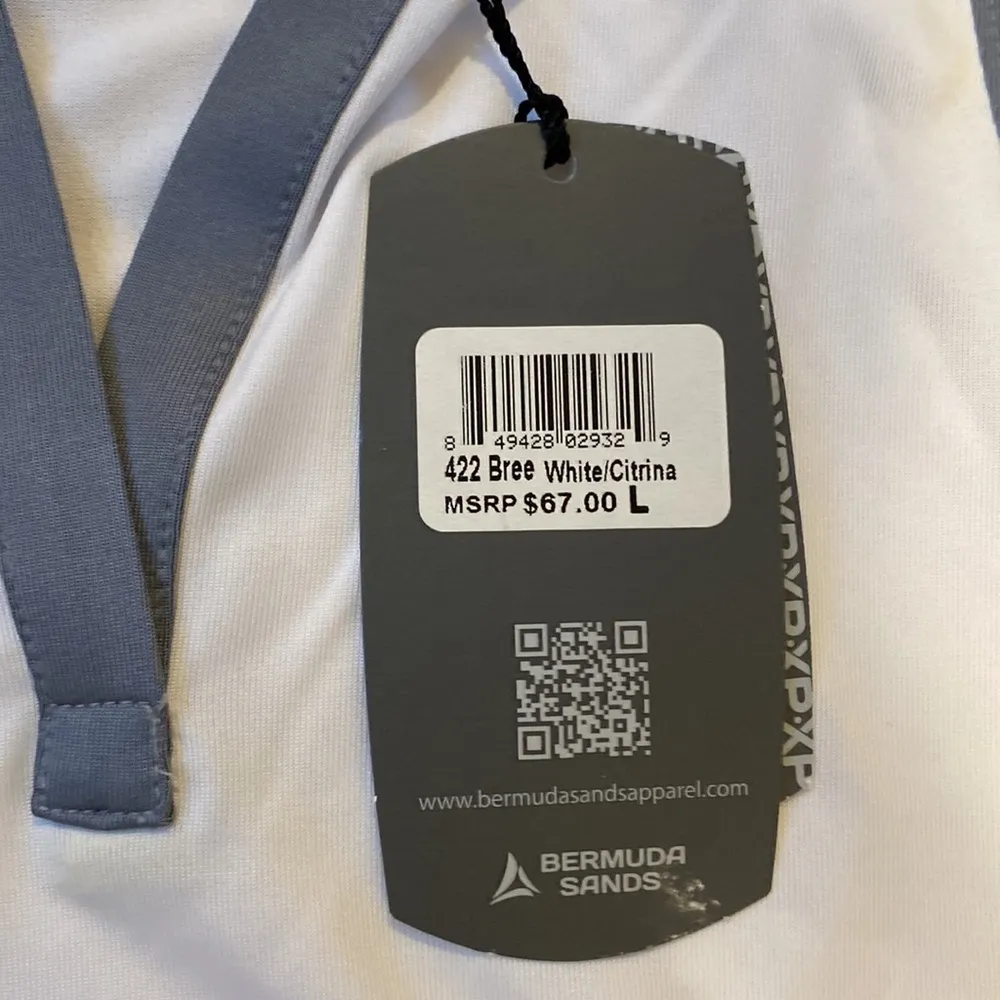 8 49428 02932 9
422 Bree White/Citrina
MSRP $67.00 L
www.bermudasandsapparel.com
BERMUDA
SANDS